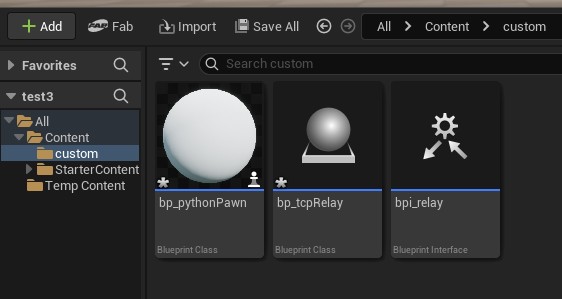 + Add
FAB Fab
Import
Save All
All > Content > custom
Favorites
Search custom
test3
All
Content
custom
StarterContent
Temp Content
bp_pythonPawn
Blueprint Class
bp_tcpRelay
Blueprint Class
bpi_relay
Blueprint Interface